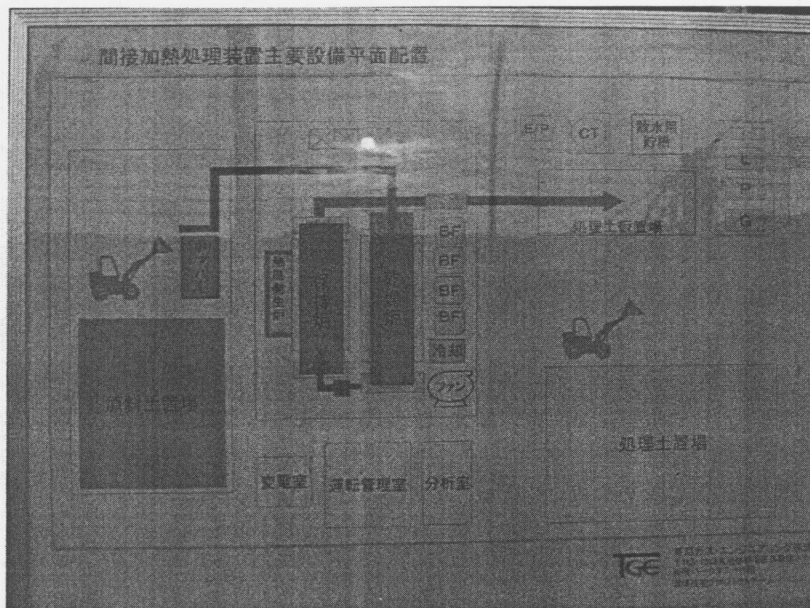 間接加熱処理装置主要設備平面配置
E/P
CT
散水用
貯槽
L
P
G
処理土仮置場
BF
BF
BF
BF
冷却
ファン
原料土置場
処理土置場
変電室
運転管理室
分析室
TGE